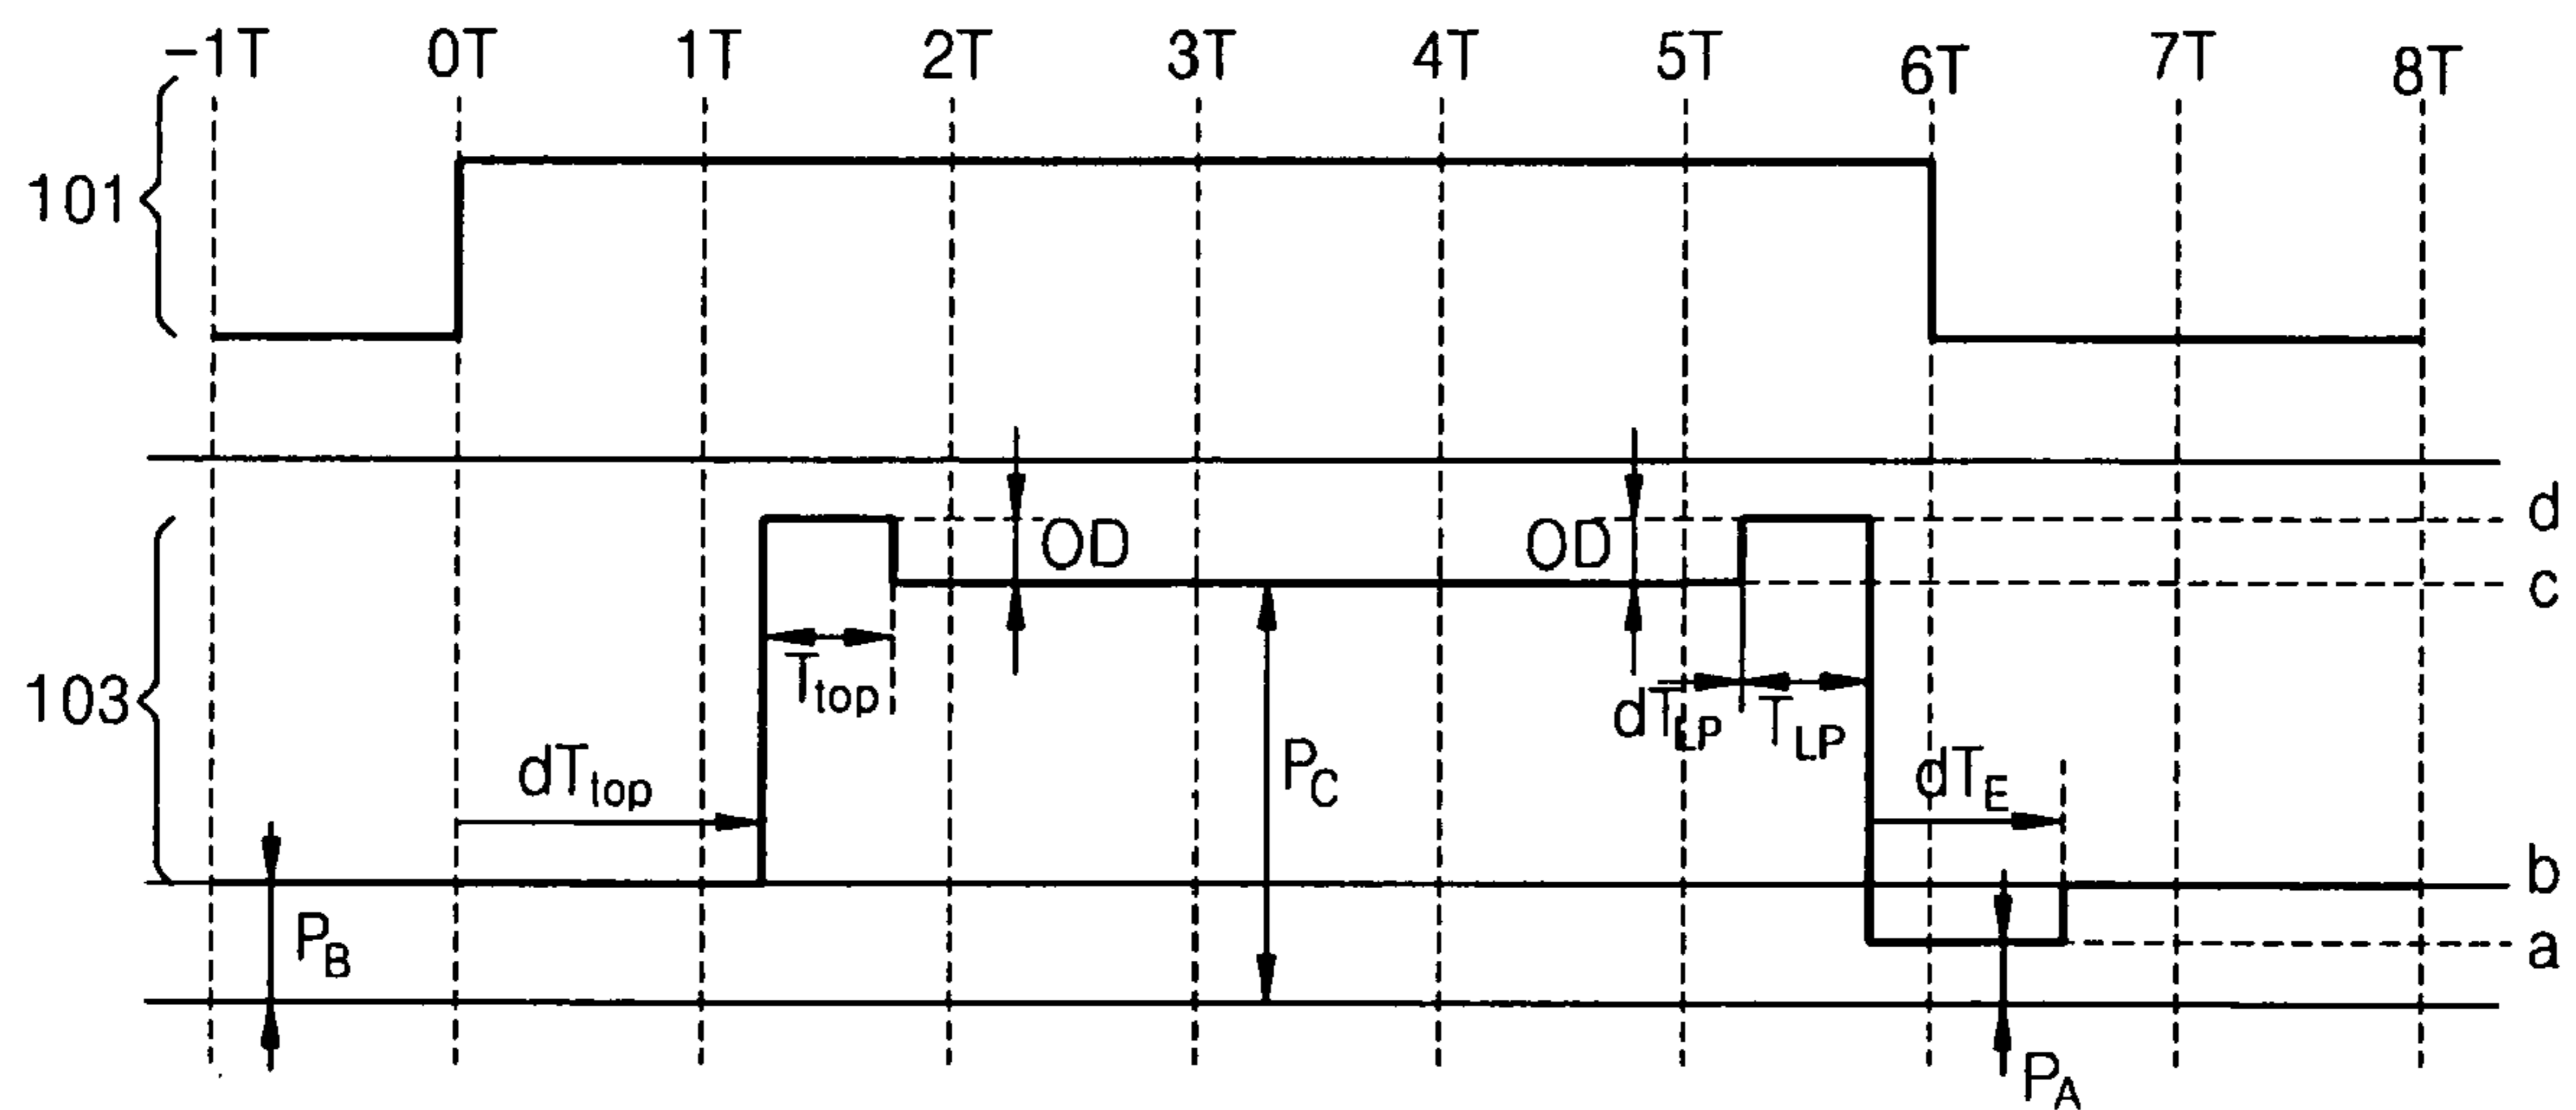 -1T 0T 1T 2T 3T 4T 5T 6T 7T 8T
101
d
OD OD
c
103
Ttop
dTLP TLP
dTtop
PC
dTE
b
PB
a
PA